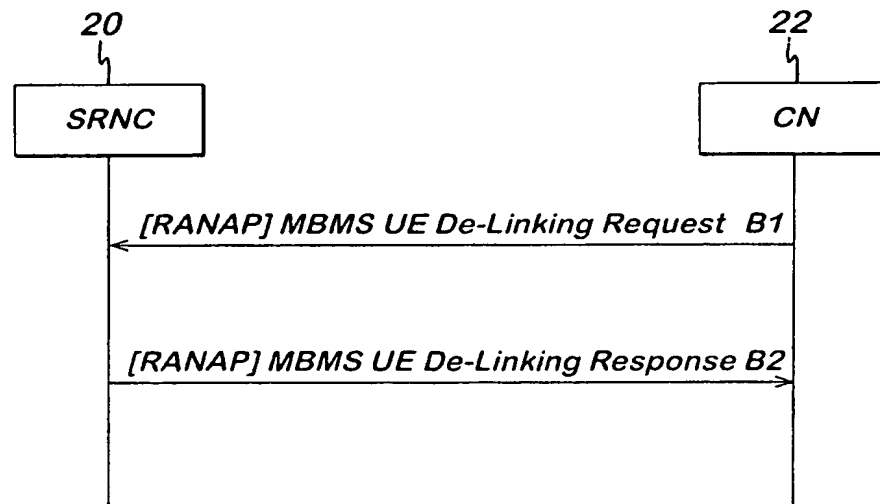 20
22
SRNC
CN
[RANAP] MBMS UE De-Linking Request B1
[RANAP] MBMS UE De-Linking Response B2